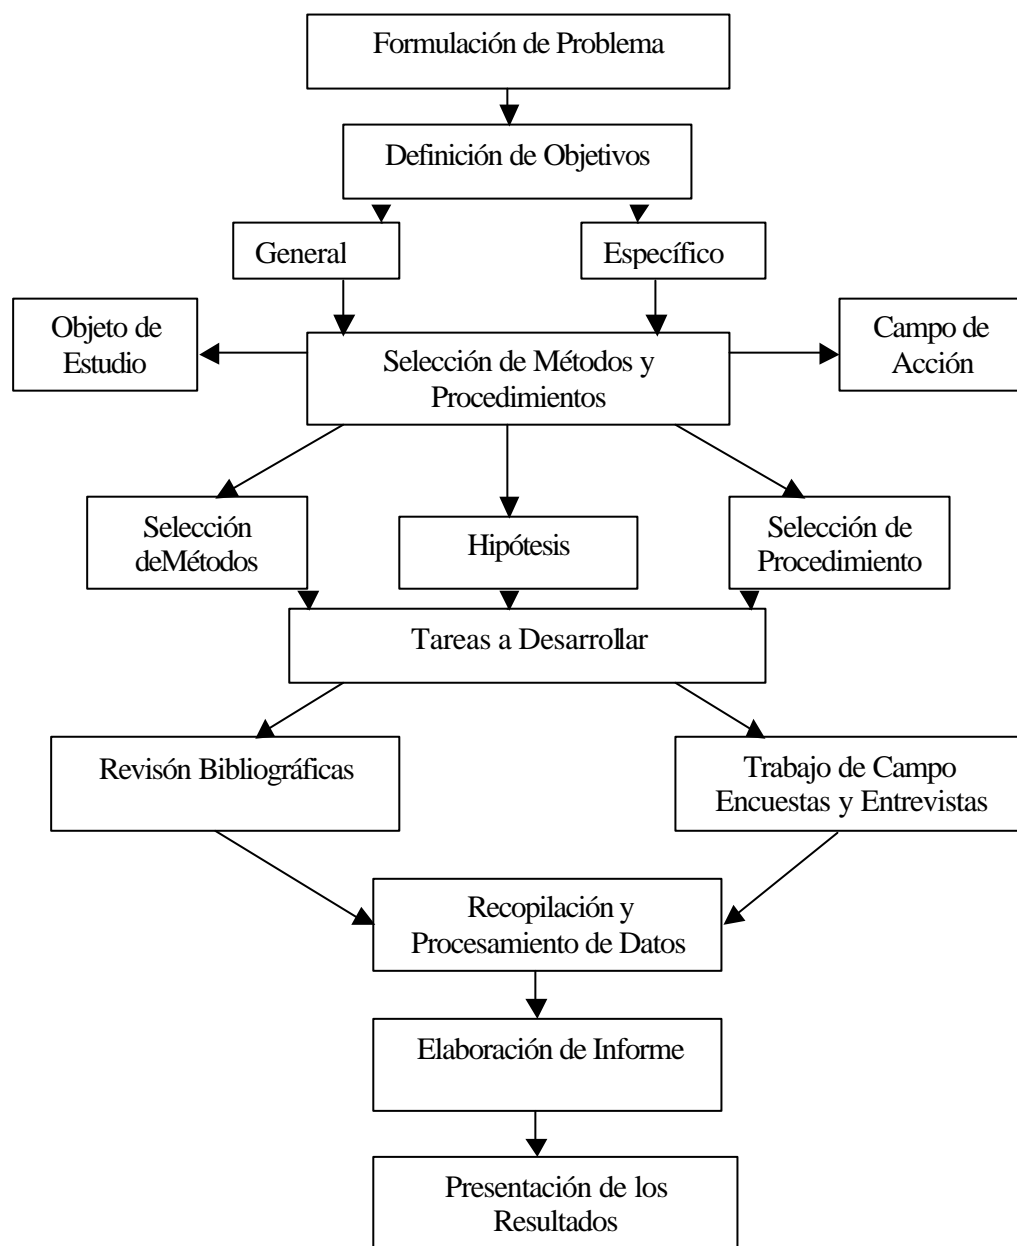 Formulación de Problema
Definición de Objetivos
General
Específico
Objeto de
Estudio
Selección de Métodos y
Procedimientos
Campo de
Acción
Selección
deMétodos
Hipótesis
Selección de
Procedimiento
Tareas a Desarrollar
Revisón Bibliográficas
Trabajo de Campo
Encuestas y Entrevistas
Recopilación y
Procesamiento de Datos
Elaboración de Informe
Presentación de los
Resultados